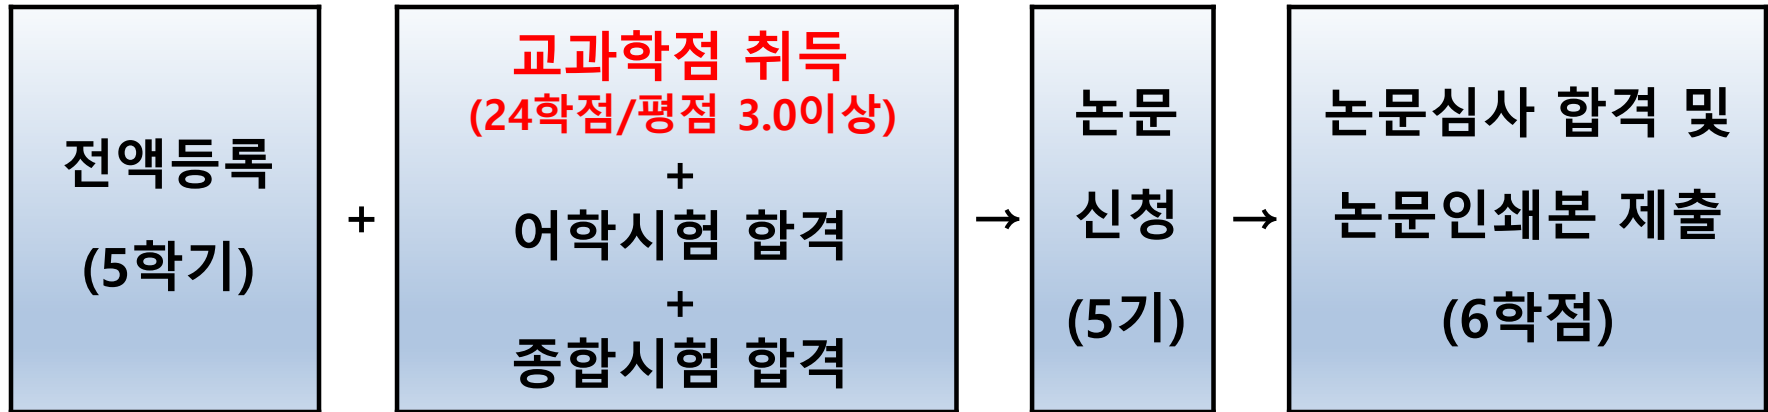 전액등록
(5학기)
+
교과학점 취득
(24학점/평점 3.0이상)
+
어학시험 합격
+
종합시험 합격
→
논문
신청
(5기)
→
논문심사 합격 및
논문인쇄본 제출
(6학점)